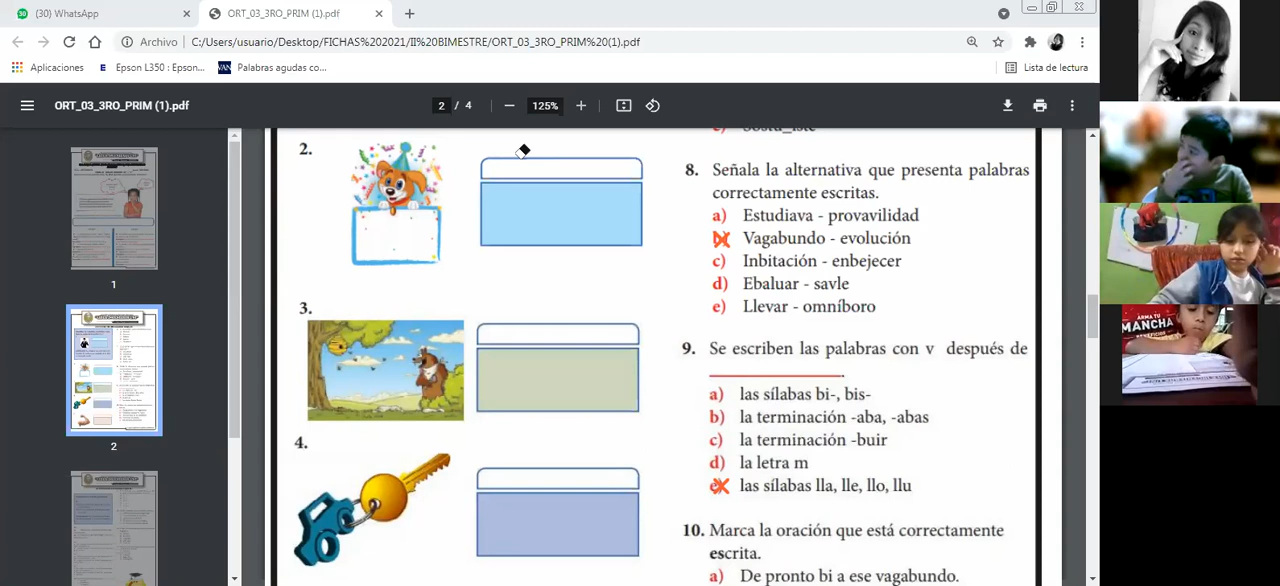 (30) WhatsApp
ORT_03_3RO_PRIM (1).pdf
Archivo
C:/Users/usuario/Desktop/FICHAS%202021/II%20BIMESTRE/ORT_03_3RO_PRIM%20(1).pdf
Aplicaciones
Epson L350 : Epson...
Palabras agudas co...
Lista de lectura
ORT_03_3RO_PRIM (1).pdf
2 / 4
125%
1
2
2.
3.
4.
8. Señala la alternativa que presenta palabras
correctamente escritas.
a) Estudiava - provavilidad
Vagabundo - evolución
c) Inbitación - enbejecer
d) Ebaluar - savle
e) Llevar - omníboro
9. Se escriben las palabras con v después de
a) las sílabas bi-, bis-
b) la terminación -aba, -abas
c) la terminación -buir
d) la letra m
e) las sílabas lla, lle, llo, llu
10. Marca la oración que está correctamente
escrita.
a) De pronto bi a ese vagabundo.
ARMA TU
MANCHA